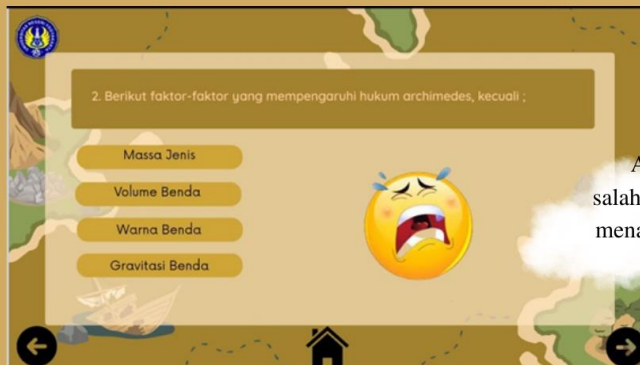 2. Berikut faktor-faktor yang mempengaruhi hukum archimedes, kecuali ;
Massa Jenis
Volume Benda
Warna Benda
Gravitasi Benda
A
salah
mena